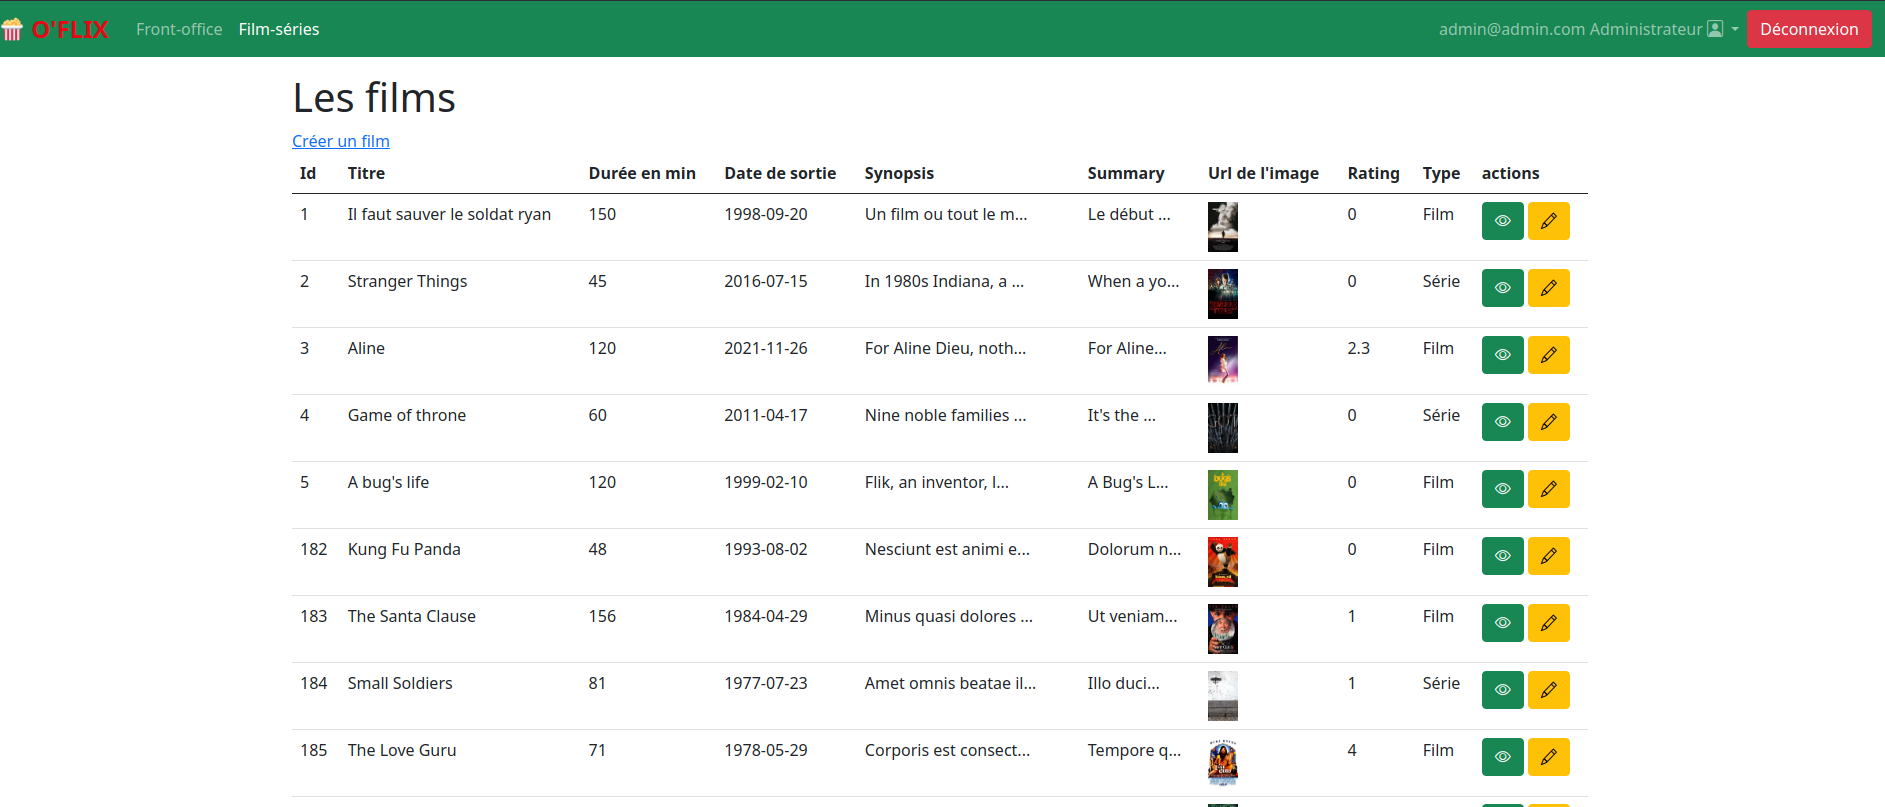 O'FLIX Front-office Film-séries admin@admin.com Administrateur Déconnexion
Les films
Créer un film
Id Titre Durée en min Date de sortie Synopsis Summary Url de l'image Rating Type actions
1 Il faut sauver le soldat ryan 150 1998-09-20 Un film ou tout le m... Le début ... 0 Film
2 Stranger Things 45 2016-07-15 In 1980s Indiana, a ... When a yo... 0 Série
3 Aline 120 2021-11-26 For Aline Dieu, noth... For Aline... 2.3 Film
4 Game of throne 60 2011-04-17 Nine noble families ... It's the ... 0 Série
5 A bug's life 120 1999-02-10 Flik, an inventor, l... A Bug's L... 0 Film
182 Kung Fu Panda 48 1993-08-02 Nesciunt est animi e... Dolorum n... 0 Film
183 The Santa Clause 156 1984-04-29 Minus quasi dolores ... Ut veniam... 1 Film
184 Small Soldiers 81 1977-07-23 Amet omnis beatae il... Illo duci... 1 Série
185 The Love Guru 71 1978-05-29 Corporis est consect... Tempore q... 4 Film